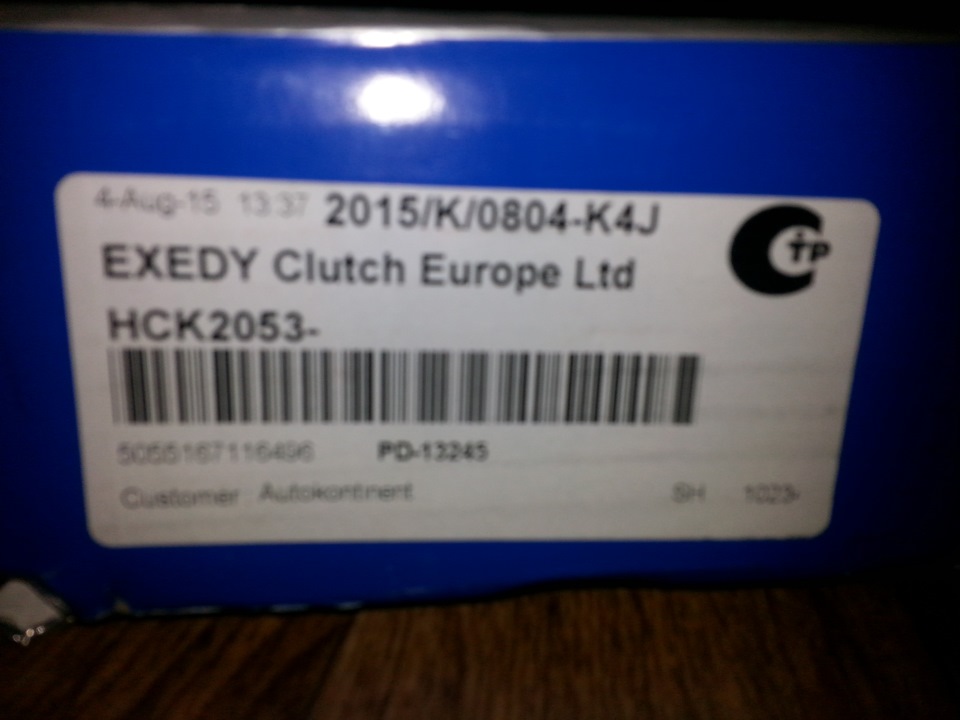 4-Aug-15 13:37 2015/K/0804-K4J
EXEDY Clutch Europe Ltd
HCK2053-
5055167116496 PD-13245
Customer Autokontinent
SH 1023-